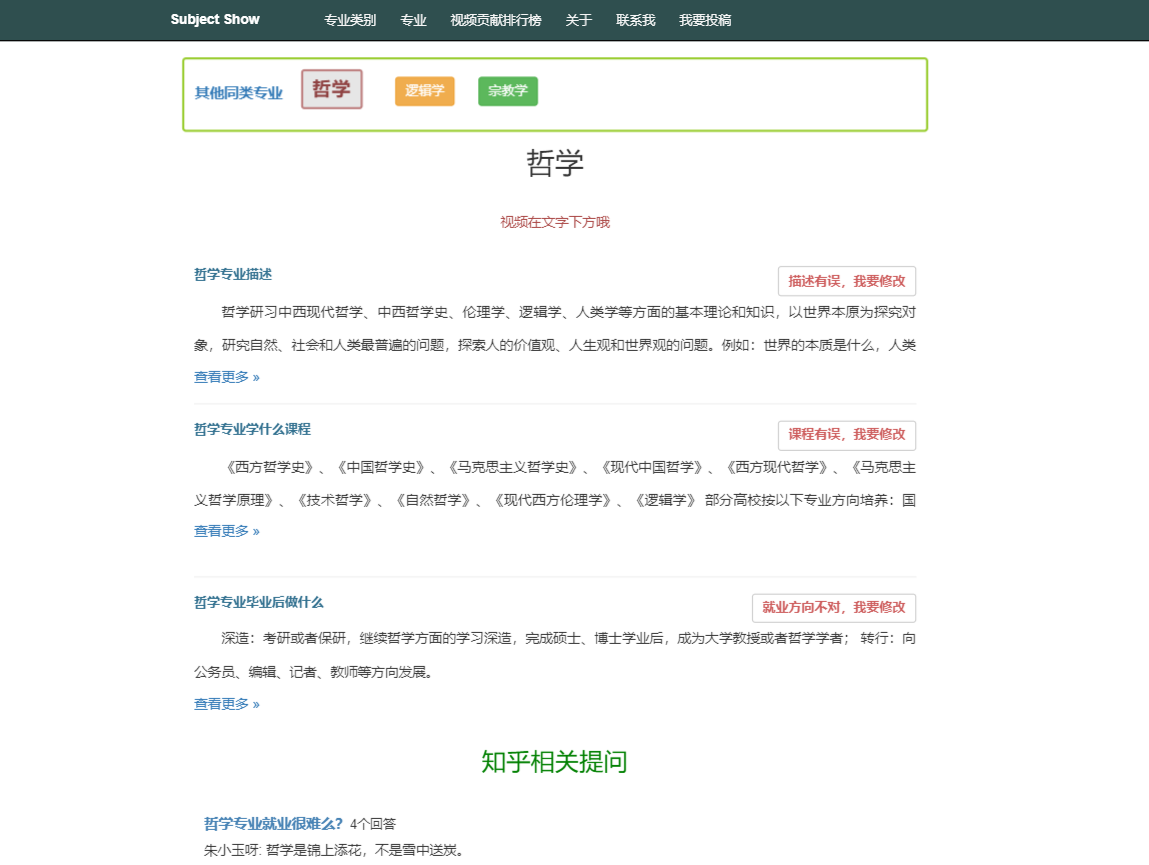 Subject Show 专业类别 专业 视频贡献排行榜 关于 联系我 我要投稿
其他同类专业 哲学 逻辑学 宗教学
哲学
视频在文字下方哦
哲学专业描述 描述有误，我要修改
哲学研习中西现代哲学、中西哲学史、伦理学、逻辑学、人类学等方面的基本理论和知识，以世界本原为探究对
象，研究自然、社会和人类最普遍的问题，探索人的价值观、人生观和世界观的问题。例如：世界的本质是什么，人类
查看更多 »
哲学专业学什么课程 课程有误，我要修改
《西方哲学史》、《中国哲学史》、《马克思主义哲学史》、《现代中国哲学》、《西方现代哲学》、《马克思主
义哲学原理》、《技术哲学》、《自然哲学》、《现代西方伦理学》、《逻辑学》 部分高校按以下专业方向培养：国
查看更多 »
哲学专业毕业后做什么 就业方向不对，我要修改
深造：考研或者保研，继续哲学方面的学习深造，完成硕士、博士学业后，成为大学教授或者哲学学者； 转行：向
公务员、编辑、记者、教师等方向发展。
查看更多 »
知乎相关提问
哲学专业就业很难么？ 4个回答
朱小玉呀: 哲学是锦上添花，不是雪中送炭。